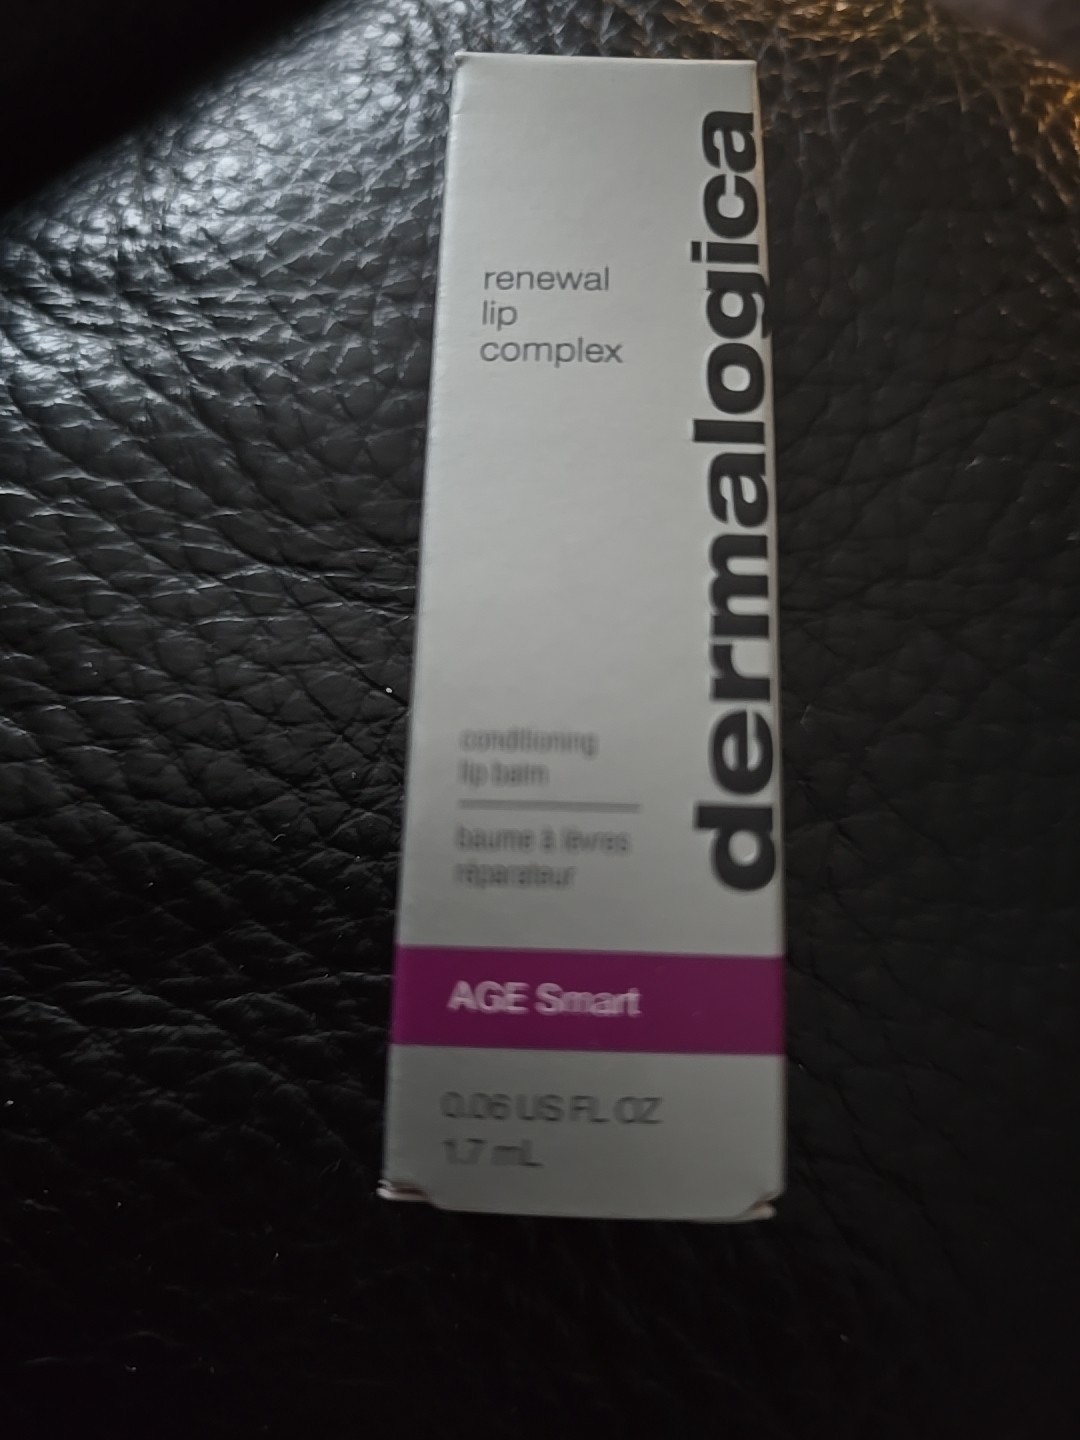 dermalogica
renewal
lip
complex
conditioning
lip balm
baume à lèvres
réparateur
AGE Smart
0.06 US FL OZ
1.7 mL